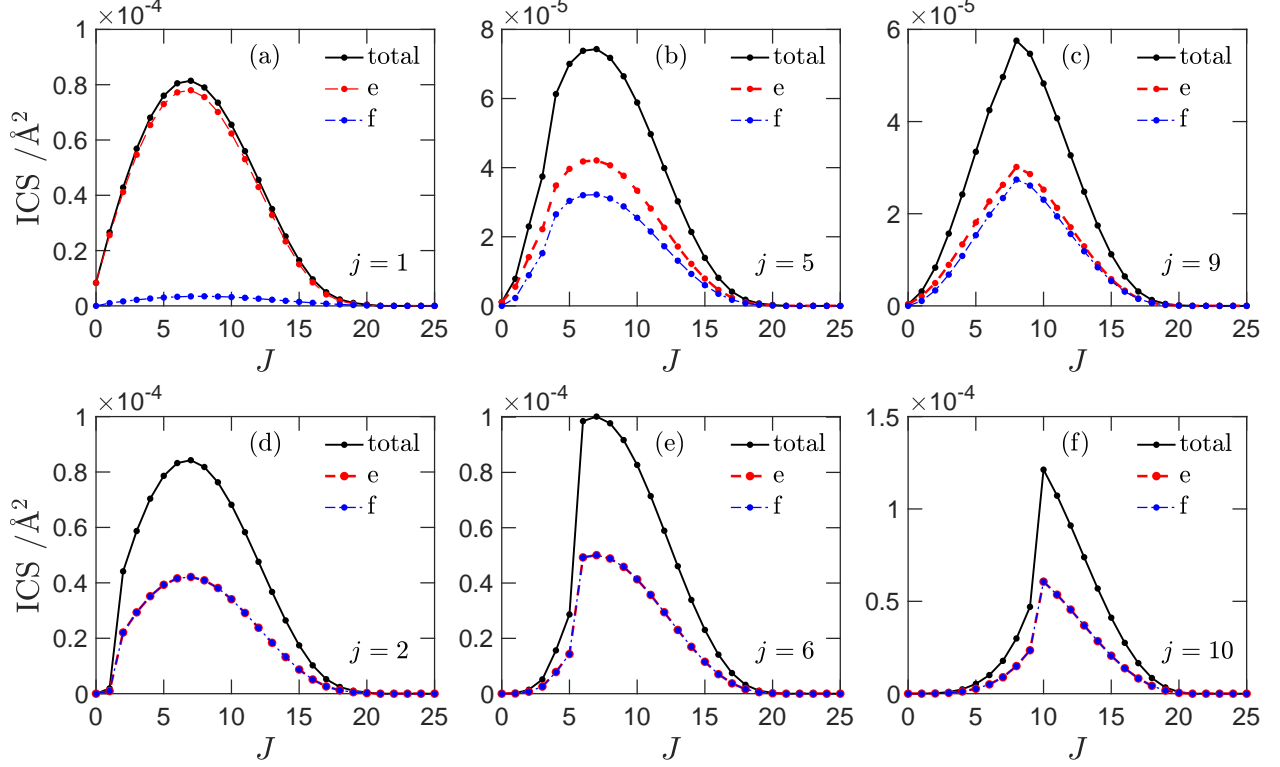 ×10⁻⁴
(a)
total
e
f
j = 1
ICS /Å²
1
0.8
0.6
0.4
0.2
0
0 5 10 15 20 25
J
×10⁻⁵
(b)
total
e
f
j = 5
8
6
4
2
0
0 5 10 15 20 25
J
×10⁻⁵
(c)
total
e
f
j = 9
6
4
2
0
0 5 10 15 20 25
J
×10⁻⁴
(d)
total
e
f
j = 2
ICS /Å²
1
0.8
0.6
0.4
0.2
0
0 5 10 15 20 25
J
×10⁻⁴
(e)
total
e
f
j = 6
1
0.8
0.6
0.4
0.2
0
0 5 10 15 20 25
J
×10⁻⁴
(f)
total
e
f
j = 10
1.5
1
0.5
0
0 5 10 15 20 25
J